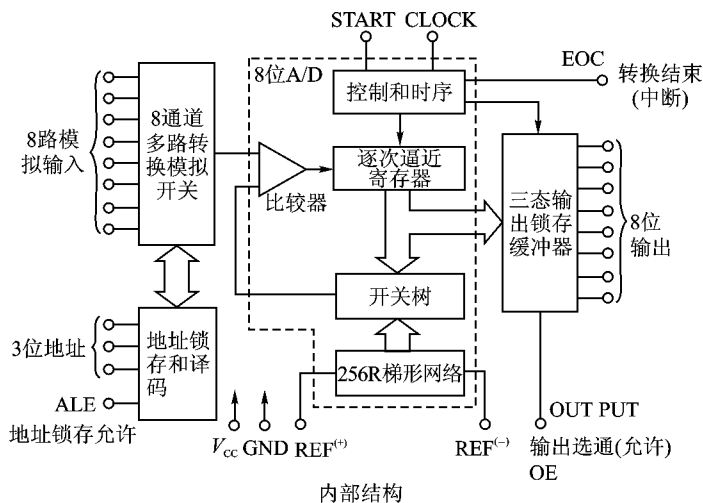 START CLOCK
8位A/D
EOC
转换结束
(中断)
控制和时序
8路模
拟输入
8通道
多路转
换模拟
开关
比较器
逐次逼近
寄存器
三态输
出锁存
缓冲器
8位
输出
开关树
3位地址
地址锁
存和译
码
256R梯形网络
ALE
地址锁存允许
VCC GND REF(+)
REF(−)
OUT PUT
输出选通(允许)
OE
内部结构